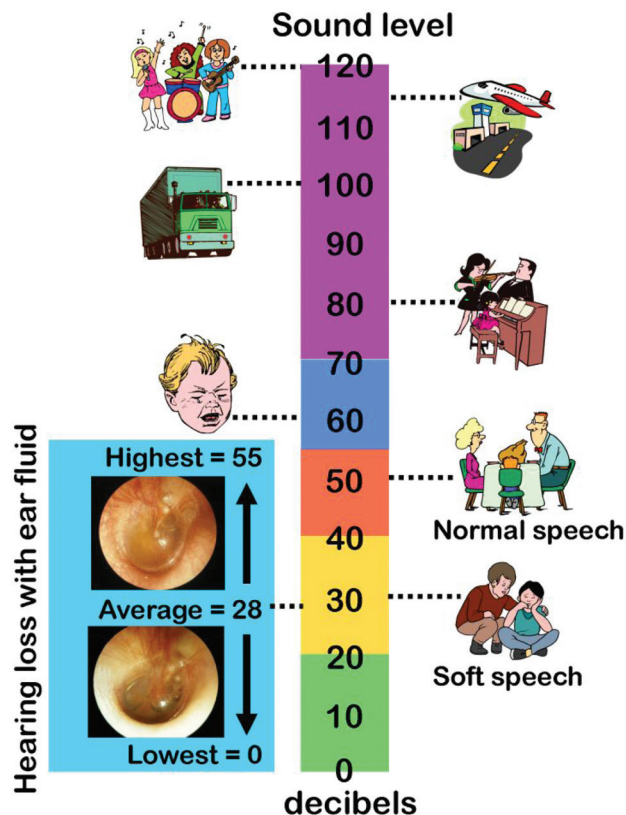 Sound level
120
110
100
90
80
70
60
50
40
30
20
10
0
decibels
Normal speech
Soft speech
Hearing loss with ear fluid
Highest = 55
Average = 28
Lowest = 0